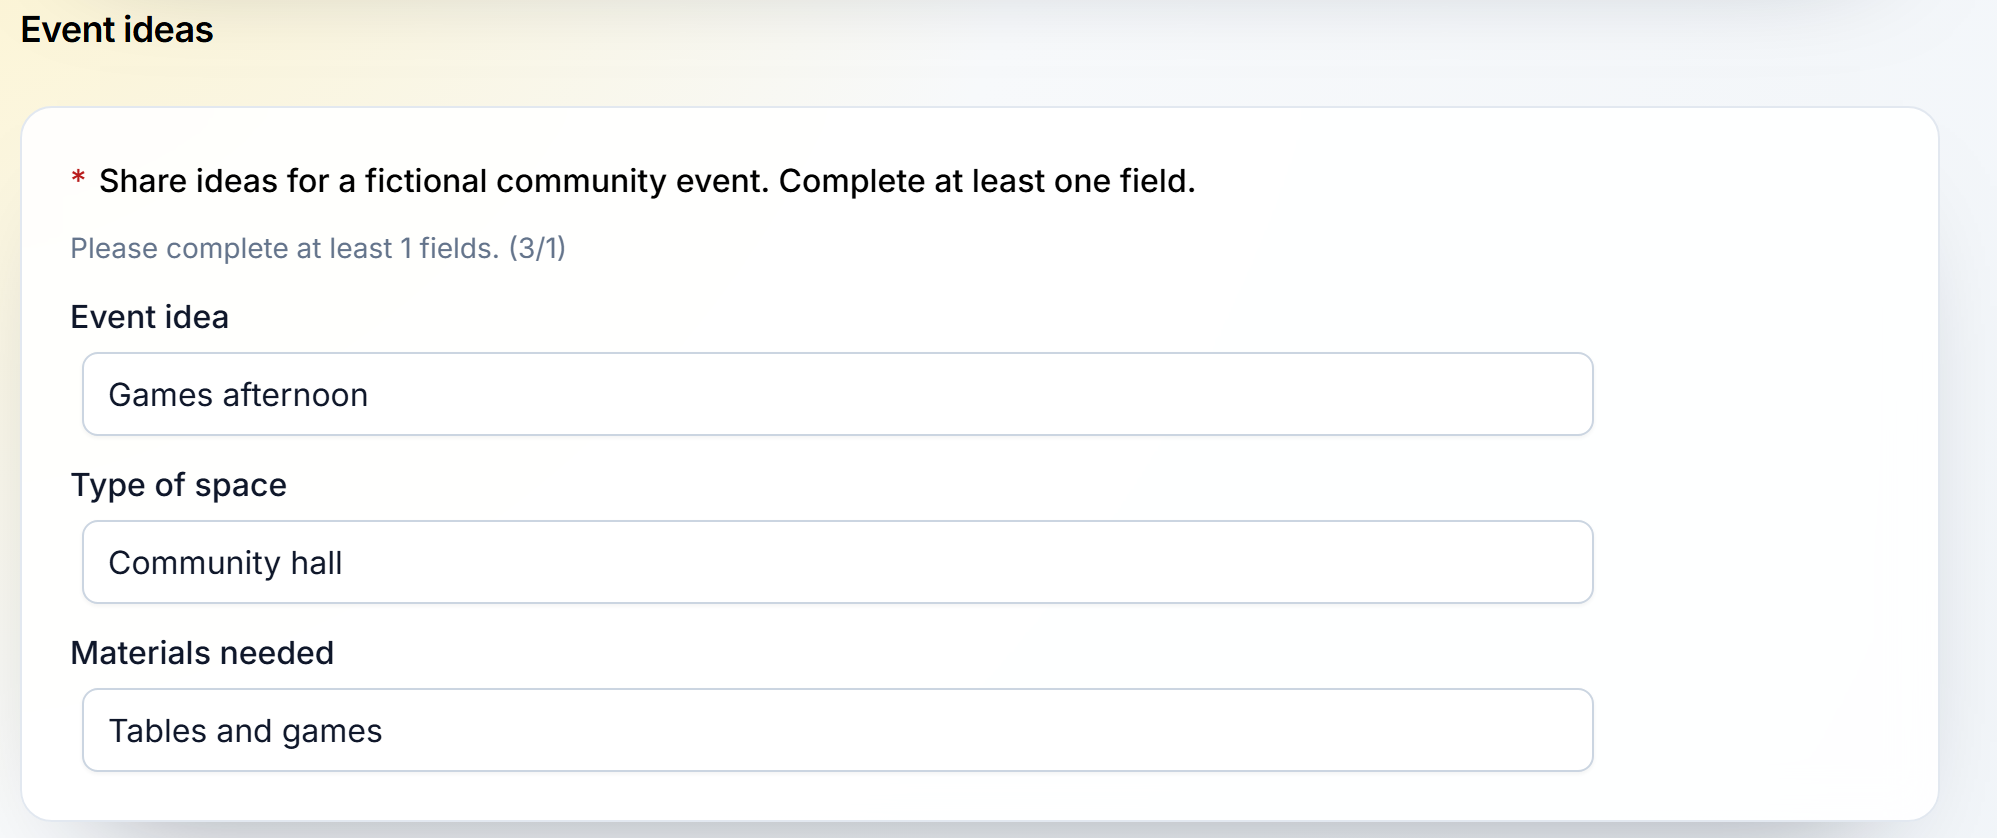 Event ideas
* Share ideas for a fictional community event. Complete at least one field.
Please complete at least 1 fields. (3/1)
Event idea
Games afternoon
Type of space
Community hall
Materials needed
Tables and games